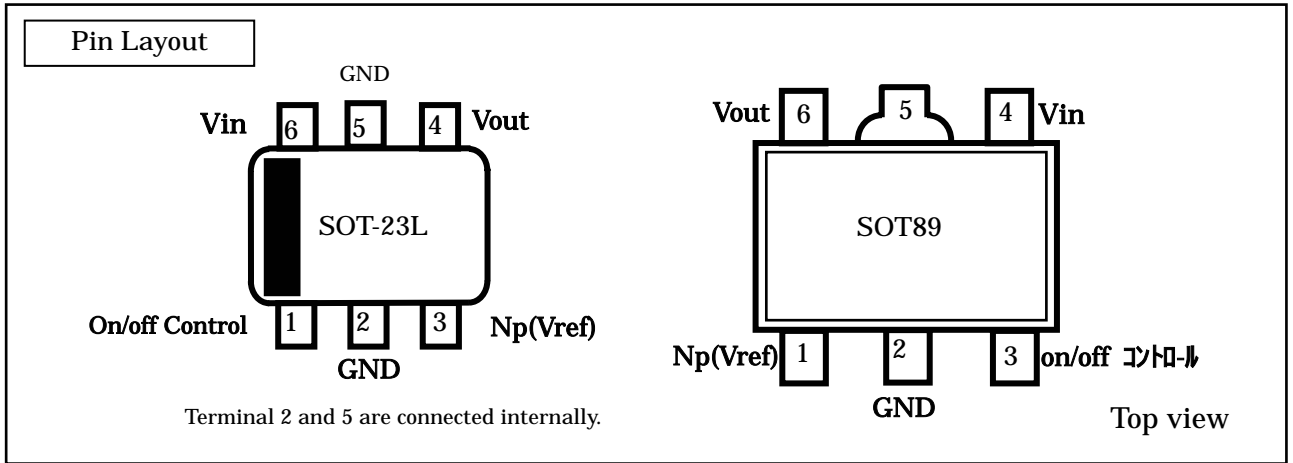 Pin Layout
GND
Vin 6 5 4 Vout
SOT-23L
On/off Control 1 2 3 Np(Vref)
GND
Terminal 2 and 5 are connected internally.
Vout 6 5 4 Vin
SOT89
Np(Vref) 1 2 3 on/off コントロール
GND
Top view